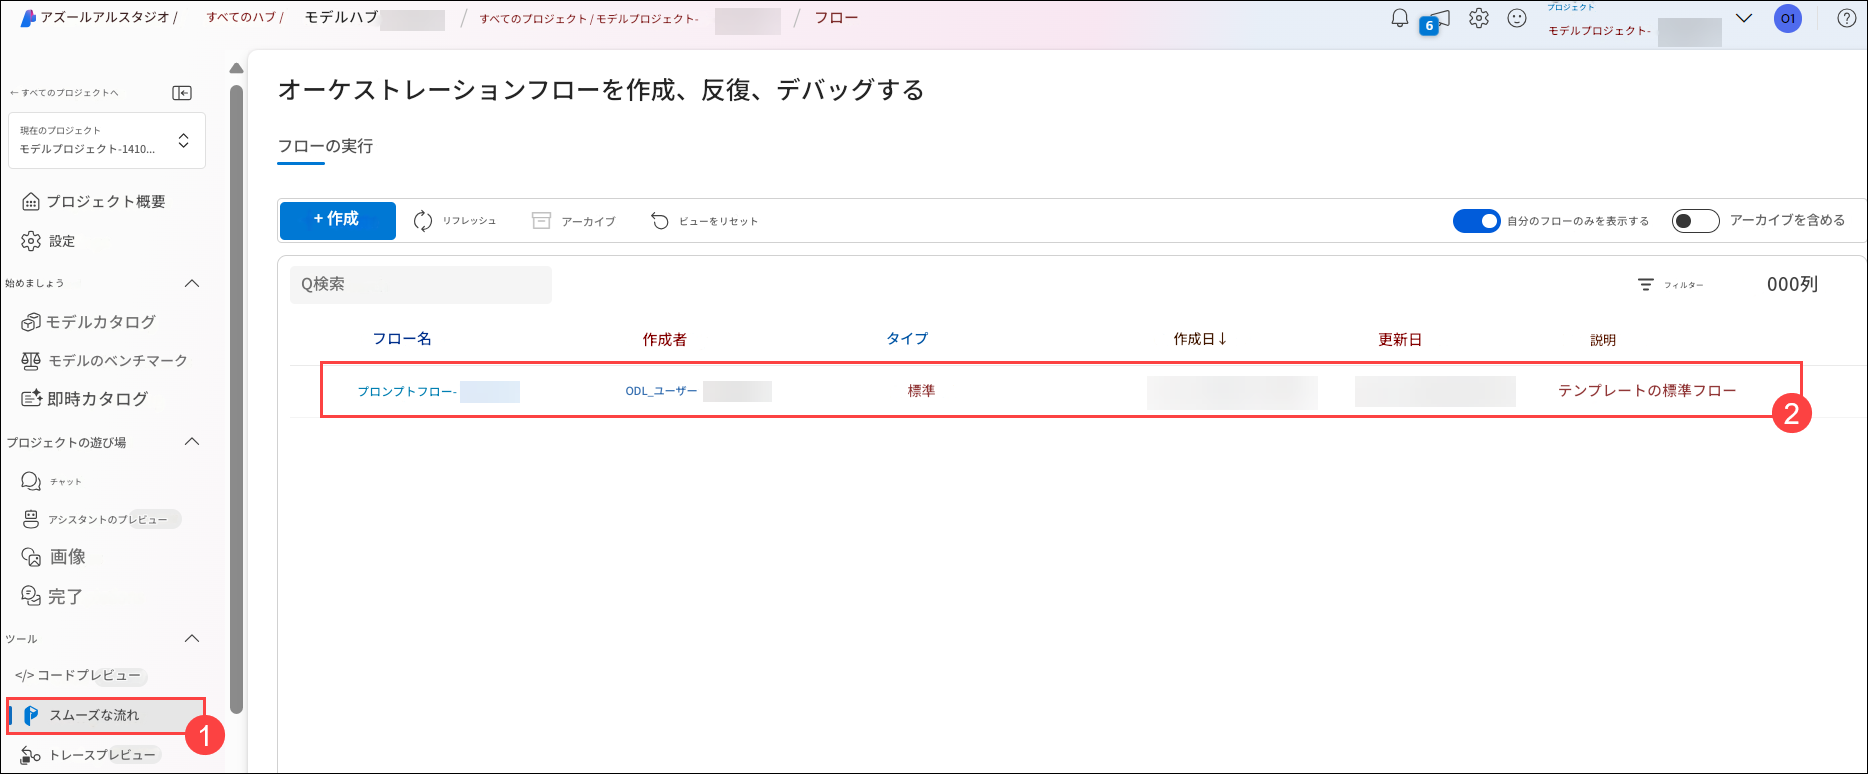 アズールアルスタジオ / すべてのハブ / モデルハブ / すべてのプロジェクト / モデルプロジェクト- / フロー
6
プロジェクト
モデルプロジェクト-
O1
←すべてのプロジェクトへ
現在のプロジェクト
モデルプロジェクト-1410...
プロジェクト概要
設定
始めましょう
モデルカタログ
モデルのベンチマーク
即時カタログ
プロジェクトの遊び場
チャット
アシスタントのプレビュー
画像
完了
ツール
</> コードプレビュー
スムーズな流れ
1
トレースプレビュー
オーケストレーションフローを作成、反復、デバッグする
フローの実行
+ 作成 リフレッシュ アーカイブ ビューをリセット 自分のフローのみを表示する アーカイブを含める
Q検索 フィルター 000列
フロー名 作成者 タイプ 作成日↓ 更新日 説明
プロンプトフロー- ODL_ユーザー 標準 テンプレートの標準フロー
2